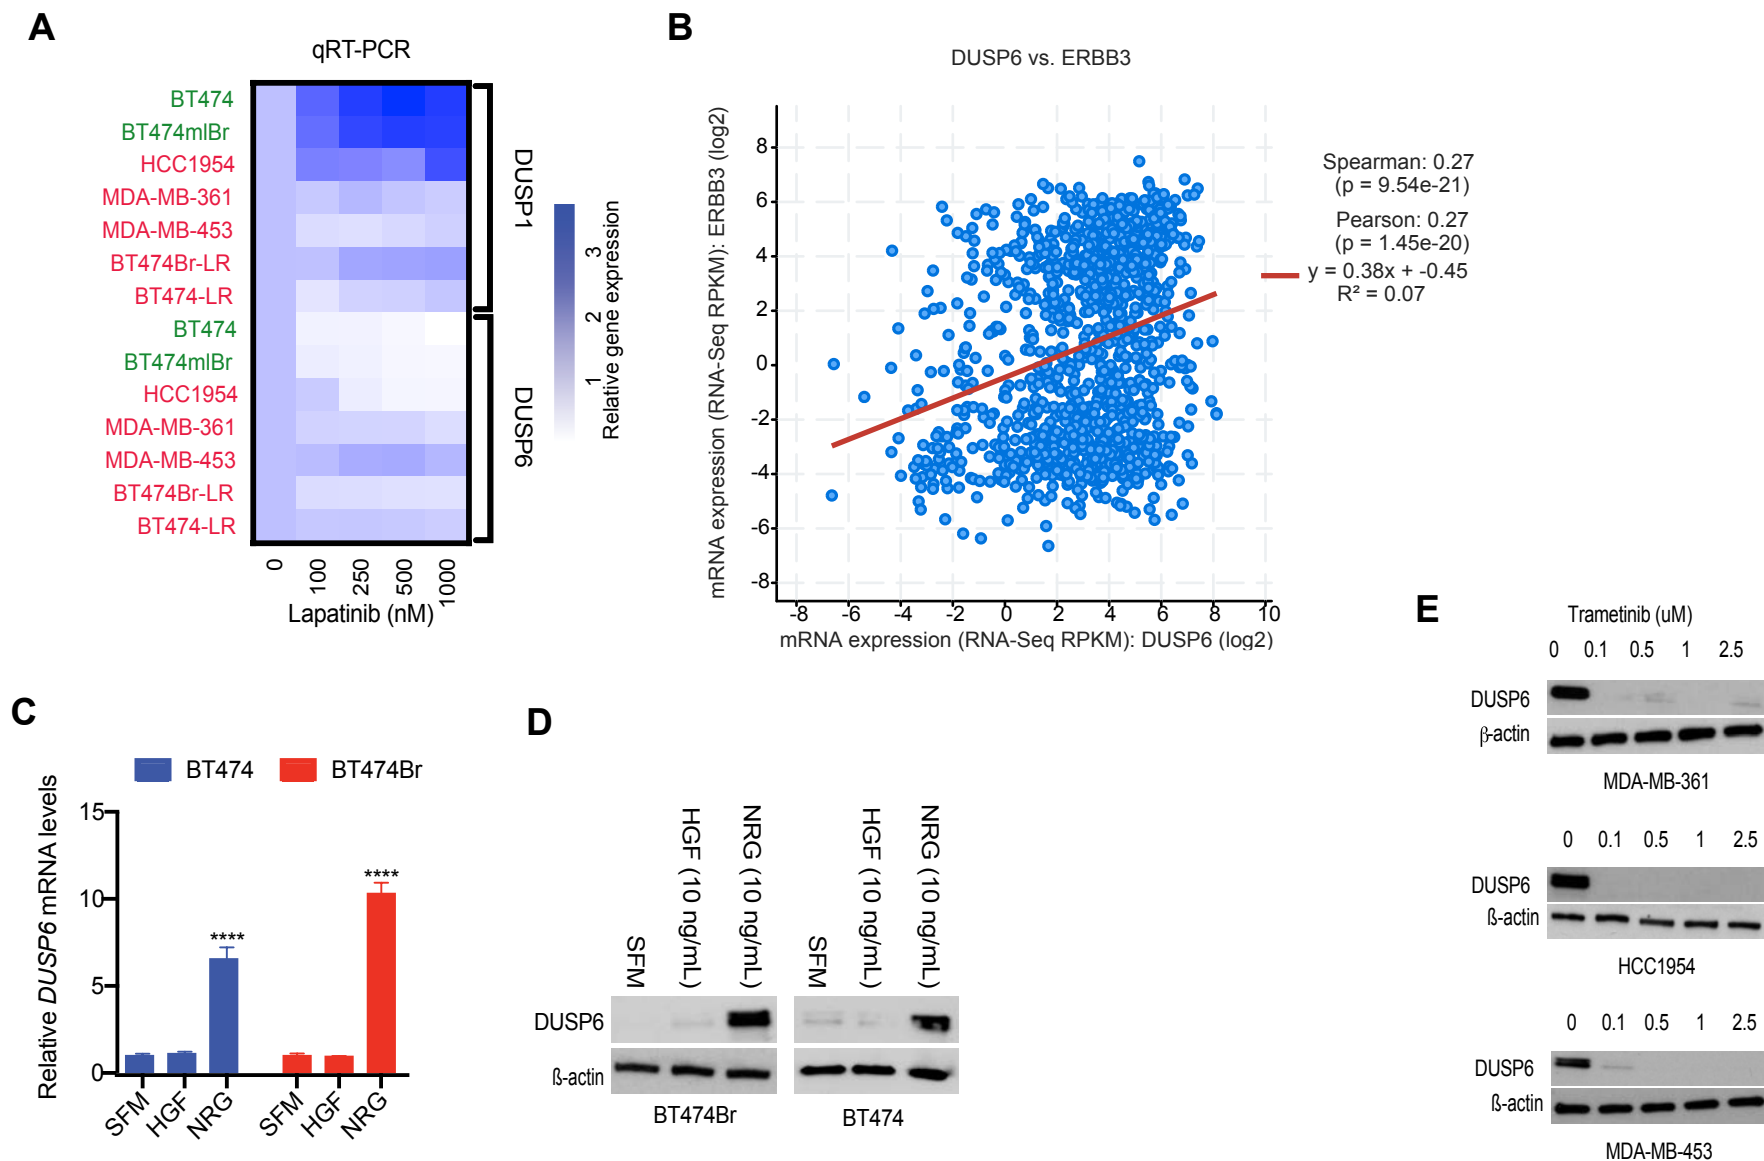 A
qRT-PCR
BT474
BT474mlBr
HCC1954
MDA-MB-361
MDA-MB-453
BT474Br-LR
BT474-LR
BT474
BT474mlBr
HCC1954
MDA-MB-361
MDA-MB-453
BT474Br-LR
BT474-LR
DUSP1
DUSP6
0
100
250
500
1000
Lapatinib (nM)
3
2
1
Relative gene expression
B
DUSP6 vs. ERBB3
mRNA expression (RNA-Seq RPKM): ERBB3 (log2)
8
6
4
2
0
-2
-4
-6
-8
-8 -6 -4 -2 0 2 4 6 8 10
mRNA expression (RNA-Seq RPKM): DUSP6 (log2)
Spearman: 0.27
(p = 9.54e-21)
Pearson: 0.27
(p = 1.45e-20)
y = 0.38x + -0.45
R² = 0.07
C
BT474 BT474Br
Relative DUSP6 mRNA levels
15
10
5
0
****
****
SFM
HGF
NRG
SFM
HGF
NRG
D
SFM
HGF (10 ng/mL)
NRG (10 ng/mL)
SFM
HGF (10 ng/mL)
NRG (10 ng/mL)
DUSP6
ß-actin
BT474Br BT474
E
Trametinib (uM)
0 0.1 0.5 1 2.5
DUSP6
β-actin
MDA-MB-361
0 0.1 0.5 1 2.5
DUSP6
ß-actin
HCC1954
0 0.1 0.5 1 2.5
DUSP6
ß-actin
MDA-MB-453